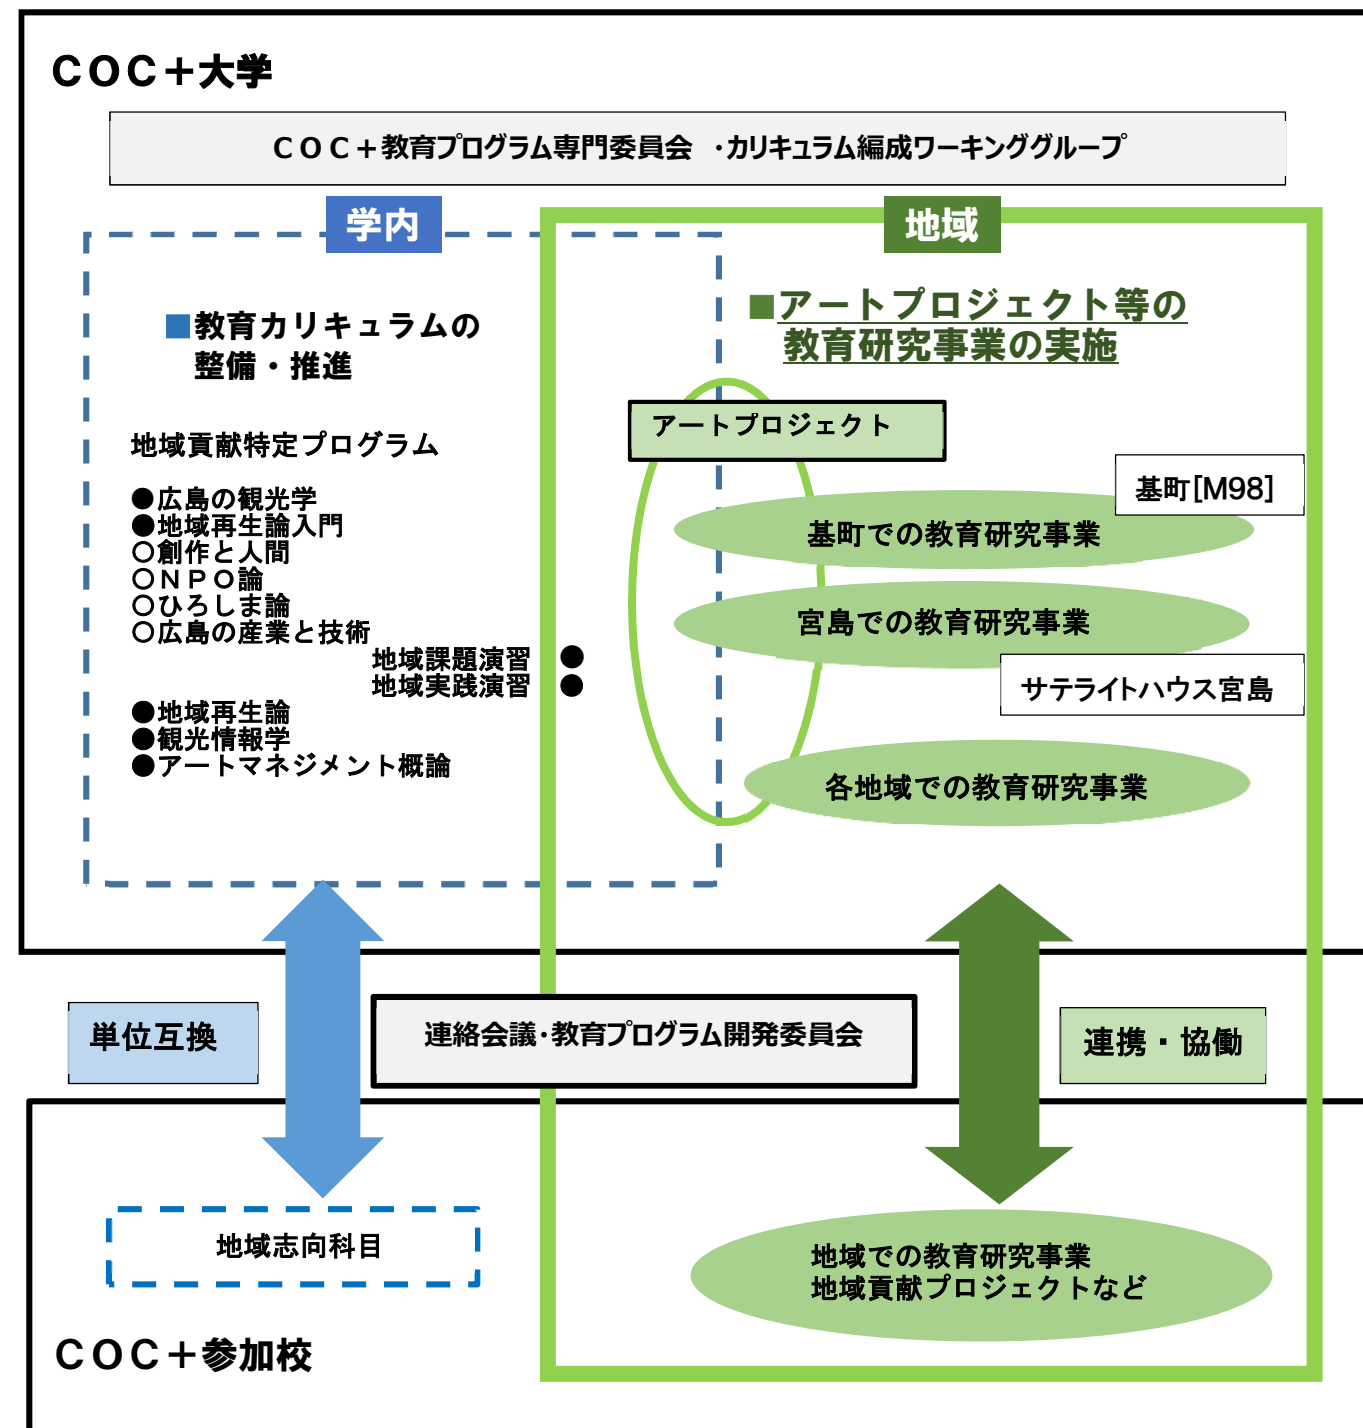 ＣＯＣ＋大学
ＣＯＣ＋教育プログラム専門委員会 ・カリキュラム編成ワーキンググループ
学内
地域
■教育カリキュラムの
整備・推進
■アートプロジェクト等の
教育研究事業の実施
アートプロジェクト
地域貢献特定プログラム
基町[M98]
●広島の観光学
●地域再生論入門
○創作と人間
○ＮＰＯ論
○ひろしま論
○広島の産業と技術
地域課題演習 ●
地域実践演習 ●
●地域再生論
●観光情報学
●アートマネジメント概論
基町での教育研究事業
宮島での教育研究事業
サテライトハウス宮島
各地域での教育研究事業
単位互換
連絡会議・教育プログラム開発委員会
連携・協働
地域志向科目
地域での教育研究事業
地域貢献プロジェクトなど
ＣＯＣ＋参加校